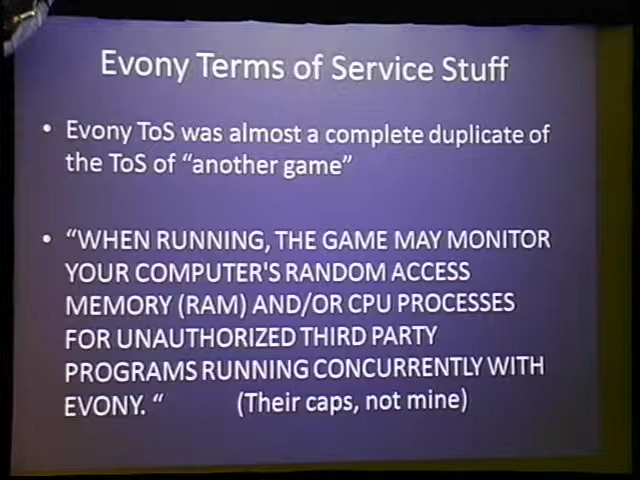 Evony Terms of Service Stuff
• Evony ToS was almost a complete duplicate of
the ToS of “another game”
• “WHEN RUNNING, THE GAME MAY MONITOR
YOUR COMPUTER'S RANDOM ACCESS
MEMORY (RAM) AND/OR CPU PROCESSES
FOR UNAUTHORIZED THIRD PARTY
PROGRAMS RUNNING CONCURRENTLY WITH
EVONY. “ (Their caps, not mine)